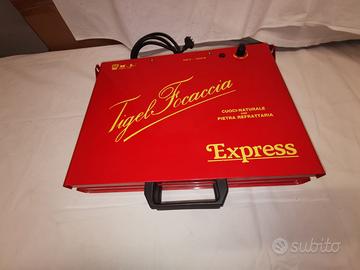 Tigel Focaccia
CUOCI-NATURALE
PIETRA REFRATTARIA
Express
subito